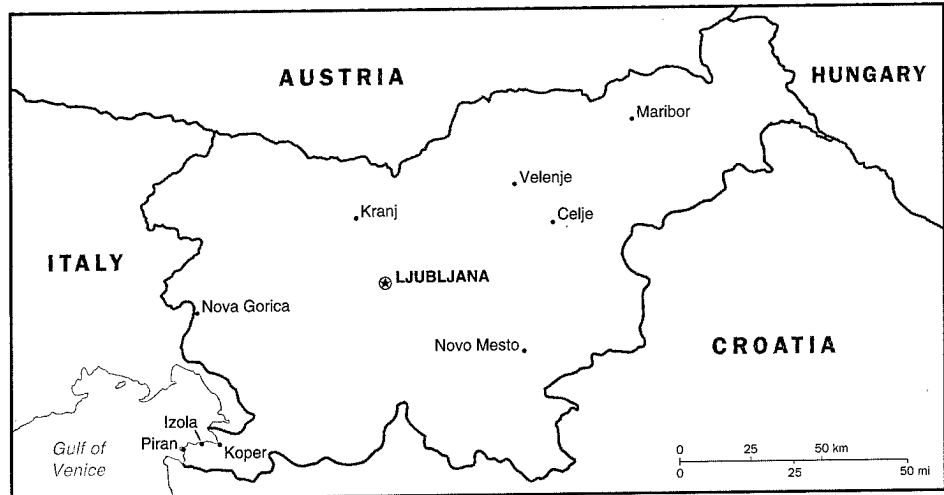 AUSTRIA
HUNGARY
Maribor
Velenje
Kranj
Celje
ITALY
LJUBLJANA
Nova Gorica
Novo Mesto
CROATIA
Izola
Gulf of
Venice
Piran
Koper
0 25 50 km
0 25 50 mi